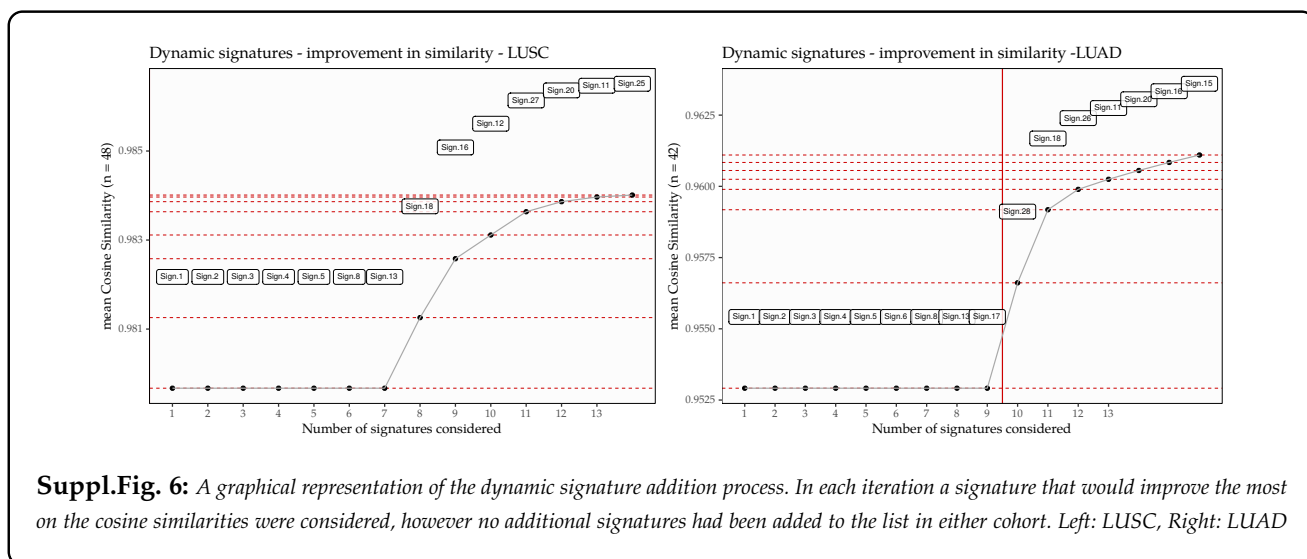 Dynamic signatures - improvement in similarity - LUSC
mean Cosine Similarity (n = 48)
0.985
0.983
0.981
Sign.1 Sign.2 Sign.3 Sign.4 Sign.5 Sign.8 Sign.13
Sign.18
Sign.16
Sign.12
Sign.27
Sign.20
Sign.11
Sign.25
1 2 3 4 5 6 7 8 9 10 11 12 13
Number of signatures considered
Dynamic signatures - improvement in similarity -LUAD
mean Cosine Similarity (n = 42)
0.9625
0.9600
0.9575
0.9550
0.9525
Sign.1 Sign.2 Sign.3 Sign.4 Sign.5 Sign.6 Sign.8 Sign.13 Sign.17
Sign.28
Sign.18
Sign.26
Sign.11
Sign.20
Sign.16
Sign.15
1 2 3 4 5 6 7 8 9 10 11 12 13
Number of signatures considered
Suppl.Fig. 6: A graphical representation of the dynamic signature addition process. In each iteration a signature that would improve the most
on the cosine similarities were considered, however no additional signatures had been added to the list in either cohort. Left: LUSC, Right: LUAD